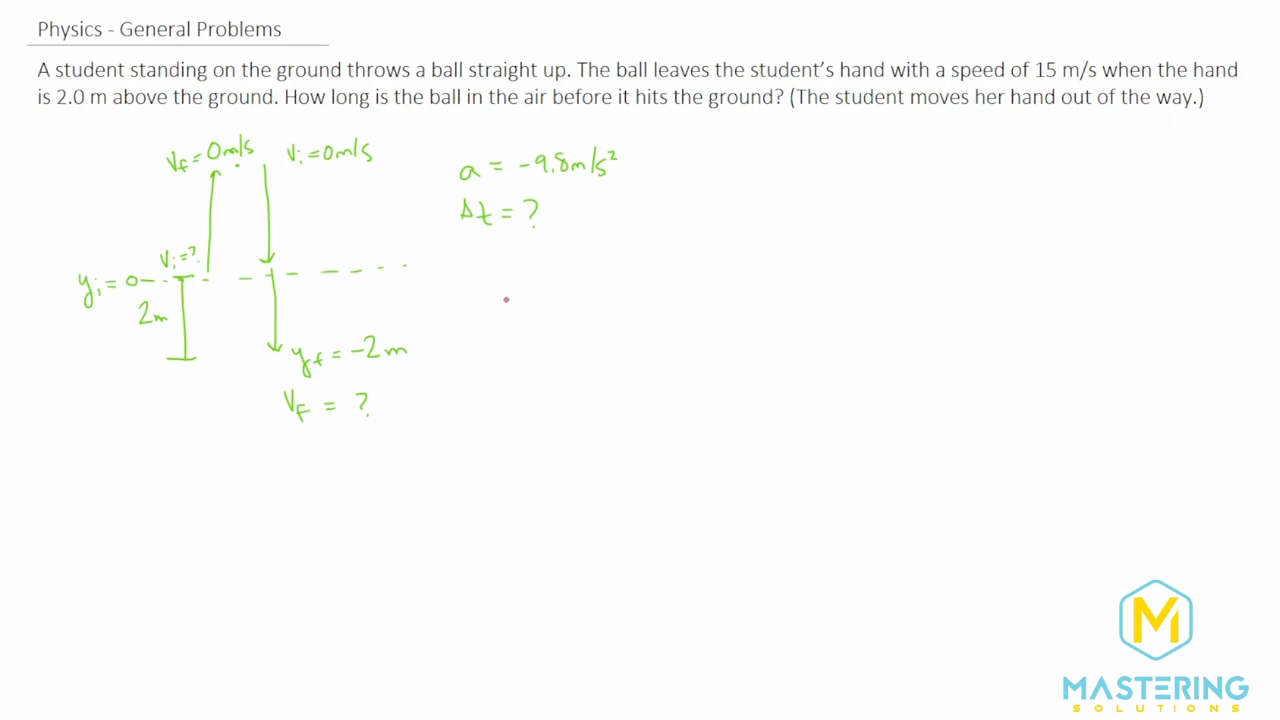 Physics - General Problems
A student standing on the ground throws a ball straight up. The ball leaves the student’s hand with a speed of 15 m/s when the hand
is 2.0 m above the ground. How long is the ball in the air before it hits the ground? (The student moves her hand out of the way.)
Vf = 0m/s
Vi = 0m/s
a = -9.8m/s²
Δt = ?
Vi = ?
yi = 0
2m
yf = -2m
VF = ?
M
MASTERING
SOLUTIONS